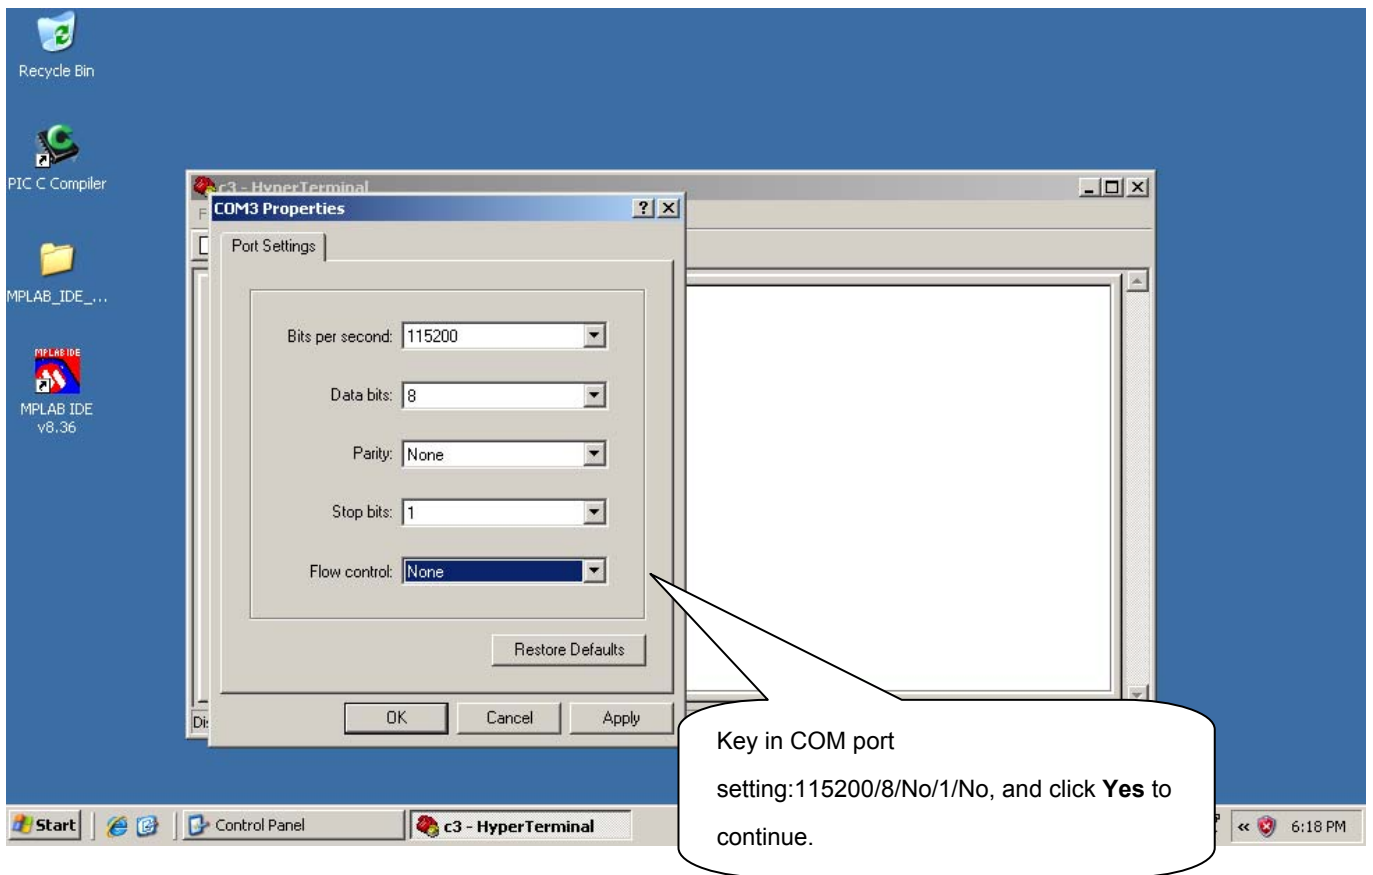 Recycle Bin
PIC C Compiler
MPLAB_IDE_...
MPLAB IDE
MPLAB IDE
v8.36
c3 - HyperTerminal
F
COM3 Properties
Port Settings
Bits per second: 115200
Data bits: 8
Parity: None
Stop bits: 1
Flow control: None
Restore Defaults
OK Cancel Apply
Dis
Key in COM port
setting:115200/8/No/1/No, and click Yes to
continue.
Start
Control Panel
c3 - HyperTerminal
6:18 PM